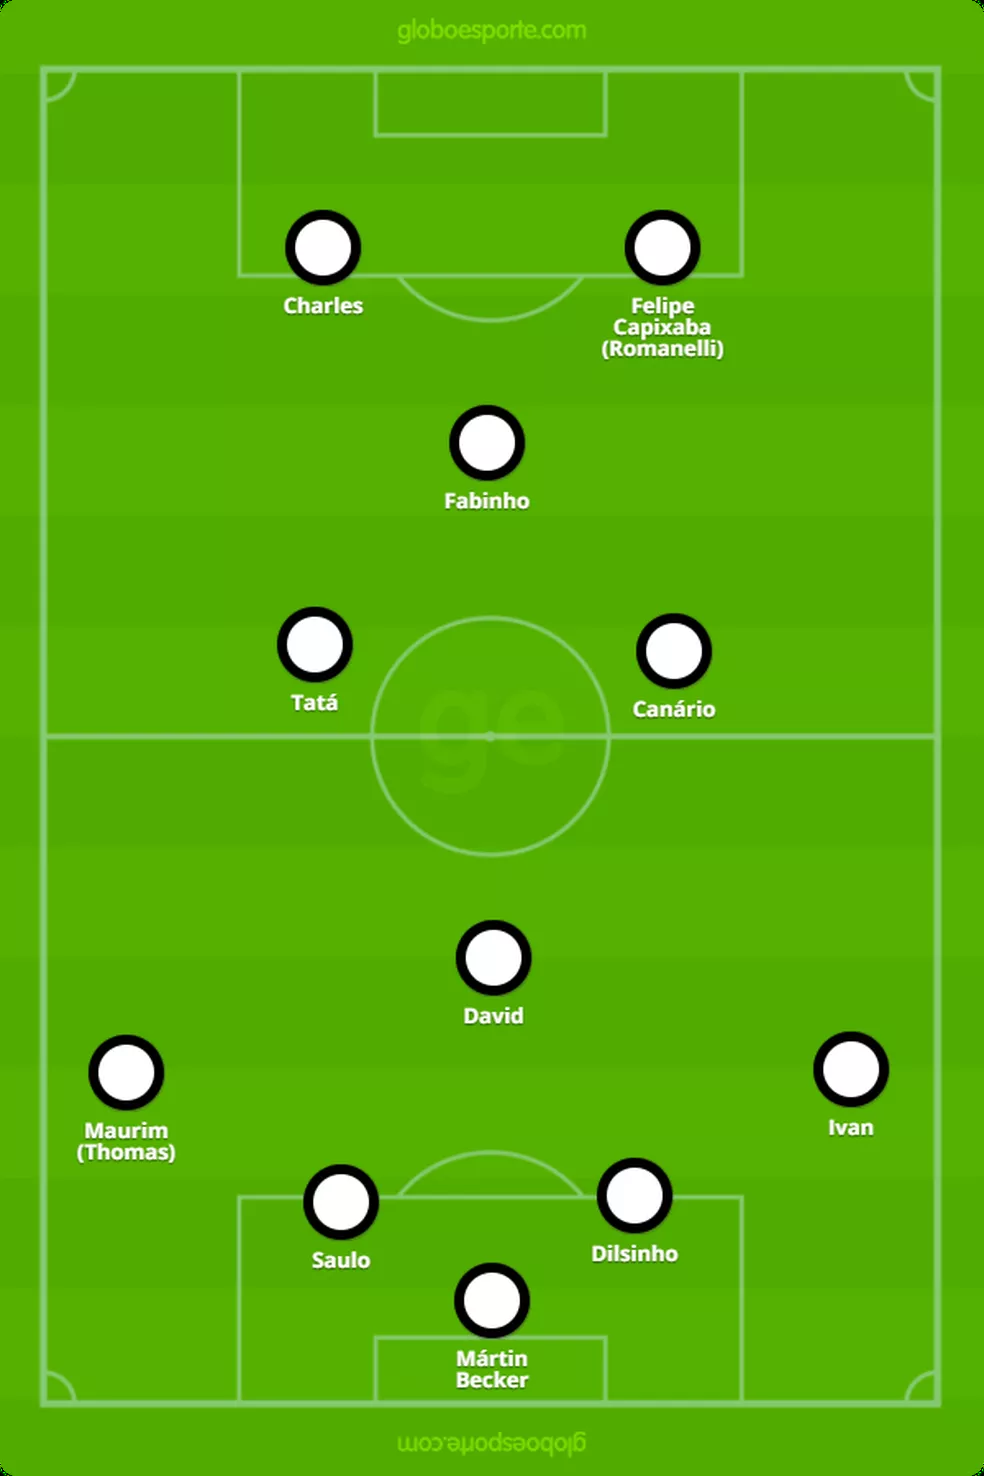 globoesporte.com
Charles
Felipe
Capixaba
(Romanelli)
Fabinho
Tatá
Canário
ge
David
Maurim
(Thomas)
Ivan
Saulo
Dilsinho
Mártin
Becker
globoesporte.com